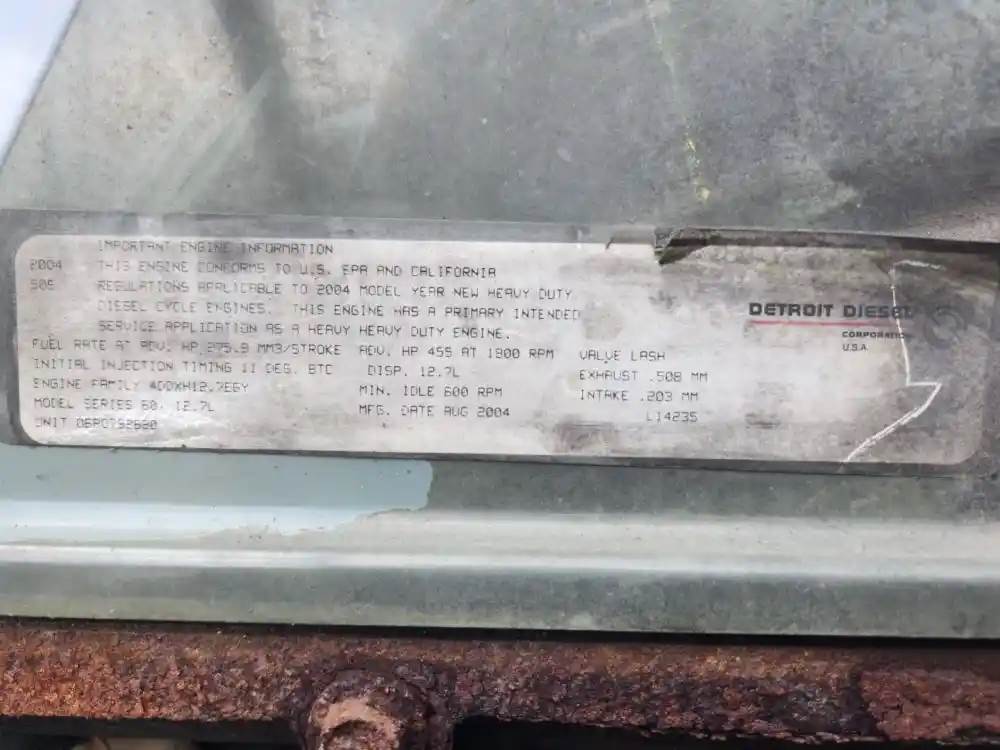 IMPORTANT ENGINE INFORMATION
2004 THIS ENGINE CONFORMS TO U.S. EPA AND CALIFORNIA
REGULATIONS APPLICABLE TO 2004 MODEL YEAR NEW HEAVY DUTY
DIESEL CYCLE ENGINES. THIS ENGINE HAS A PRIMARY INTENDED
SERVICE APPLICATION AS A HEAVY HEAVY DUTY ENGINE.
FUEL RATE AT ADV. HP 275.9 MM3/STROKE ADV. HP 455 AT 1800 RPM VALVE LASH
INITIAL INJECTION TIMING 11 DEG. BTC DISP. 12.7L EXHAUST .508 MM
ENGINE FAMILY 4DDXH12.7EGY MIN. IDLE 600 RPM INTAKE .203 MM
MODEL SERIES 60, 12.7L MFG. DATE AUG 2004 L14235
UNIT
DETROIT DIESEL
CORPORATION
U.S.A.